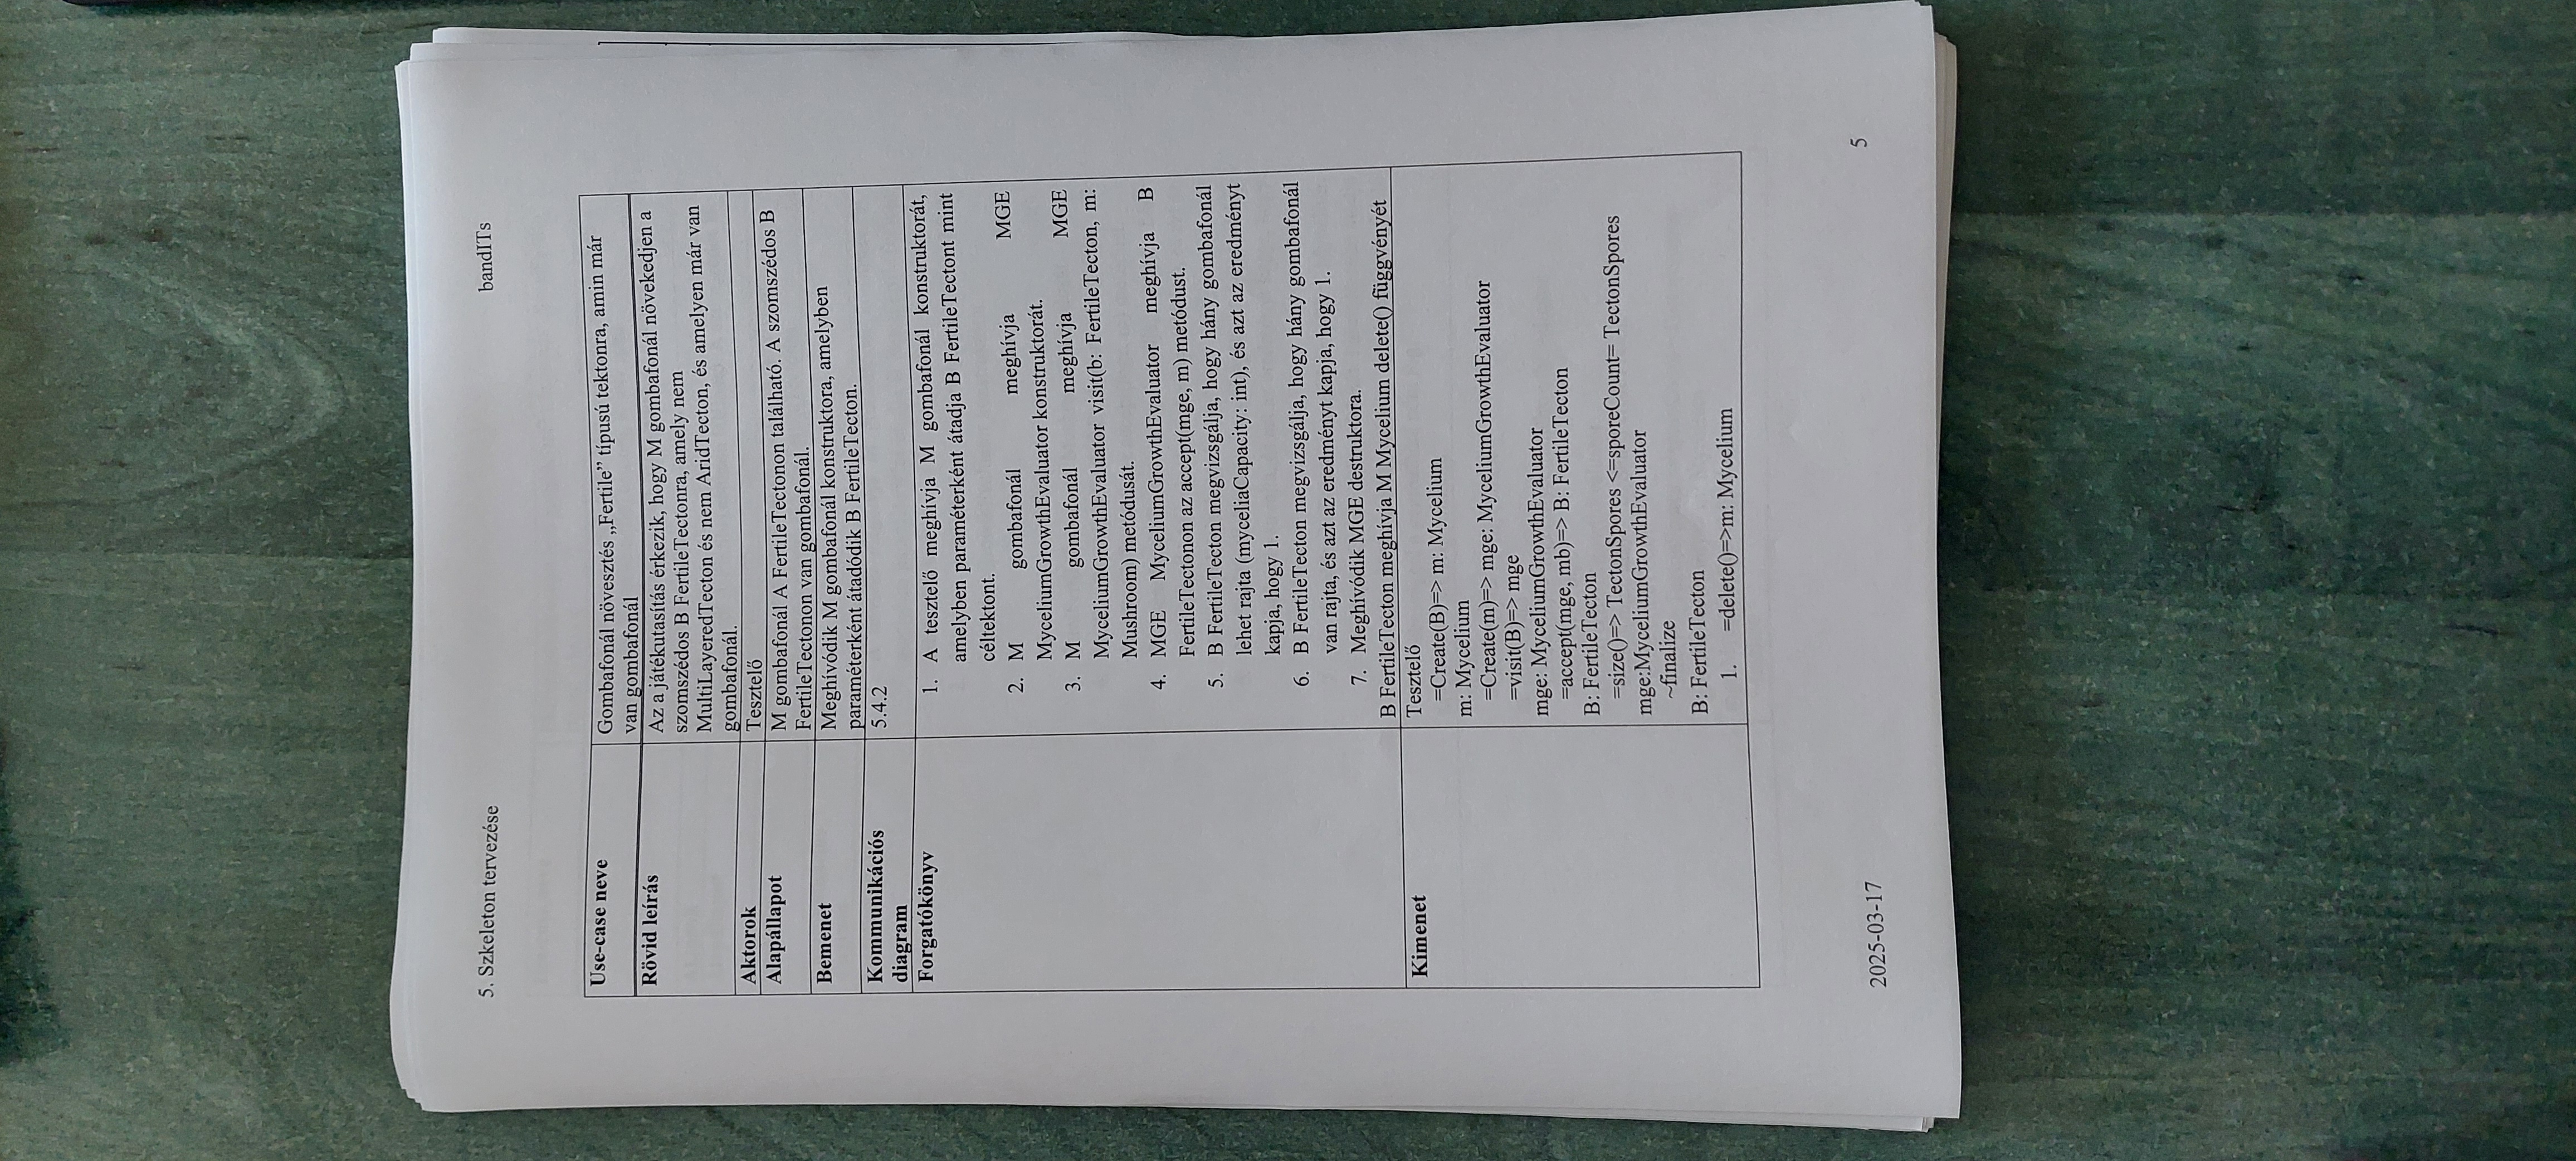 5. Szkeleton tervezése bandITs
Use-case neve Gombafonál növesztés „Fertile” típusú tektonra, amin már
van gombafonál
Rövid leírás Az a játékutasítás érkezik, hogy M gombafonál növekedjen a
szomszédos B FertileTectonra, amely nem
MultiLayeredTecton és nem AridTecton, és amelyen már van
gombafonál.
Aktorok Tesztelő
Alapállapot M gombafonál A FertileTectonon található. A szomszédos B
FertileTectonon van gombafonál.
Bemenet Meghívódik M gombafonál konstruktora, amelyben
paraméterként átadódik B FertileTecton.
Kommunikációs 5.4.2
diagram
Forgatókönyv 1. A tesztelő meghívja M gombafonál konstruktorát,
amelyben paraméterként átadja B FertileTectont mint
céltektont.
2. M gombafonál meghívja MGE
MyceliumGrowthEvaluator konstruktorát.
3. M gombafonál meghívja MGE
MyceliumGrowthEvaluator visit(b: FertileTecton, m:
Mushroom) metódusát.
4. MGE MyceliumGrowthEvaluator meghívja B
FertileTectonon az accept(mge, m) metódust.
5. B FertileTecton megvizsgálja, hogy hány gombafonál
lehet rajta (myceliaCapacity: int), és azt az eredményt
kapja, hogy 1.
6. B FertileTecton megvizsgálja, hogy hány gombafonál
van rajta, és azt az eredményt kapja, hogy 1.
7. Meghívódik MGE destruktora.
B FertileTecton meghívja M Mycelium delete() függvényét
Kimenet Tesztelő
=Create(B)=> m: Mycelium
m: Mycelium
=Create(m)=> mge: MyceliumGrowthEvaluator
=visit(B)=> mge
mge: MyceliumGrowthEvaluator
=accept(mge, mb)=> B: FertileTecton
B: FertileTecton
=size()=> TectonSpores <=sporeCount= TectonSpores
mge:MyceliumGrowthEvaluator
~finalize
B: FertileTecton
1. =delete()=>m: Mycelium
2025-03-17 5